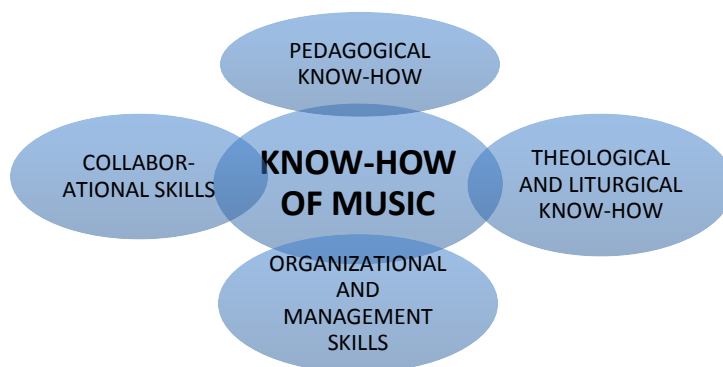 PEDAGOGICAL
KNOW-HOW
COLLABOR-
ATIONAL SKILLS
KNOW-HOW
OF MUSIC
THEOLOGICAL
AND LITURGICAL
KNOW-HOW
ORGANIZATIONAL
AND
MANAGEMENT
SKILLS